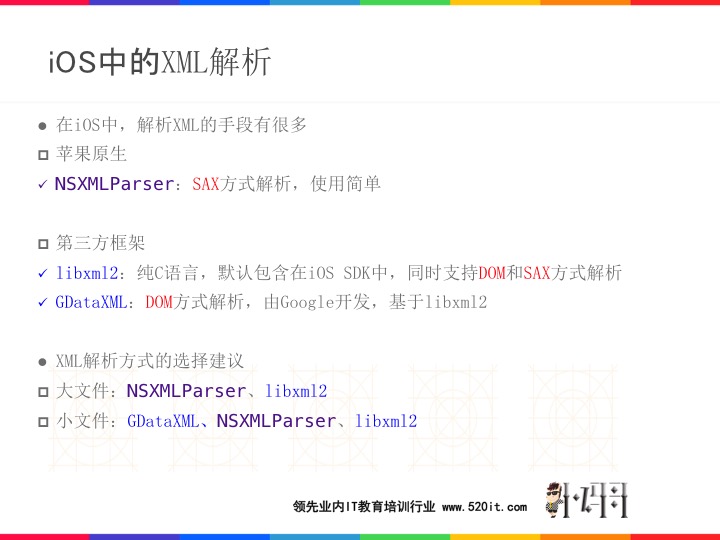 iOS中的XML解析
在iOS中，解析XML的手段有很多
苹果原生
NSXMLParser：SAX方式解析，使用简单
第三方框架
libxml2：纯C语言，默认包含在iOS SDK中，同时支持DOM和SAX方式解析
GDataXML：DOM方式解析，由Google开发，基于libxml2
XML解析方式的选择建议
大文件：NSXMLParser、libxml2
小文件：GDataXML、NSXMLParser、libxml2
领先业内IT教育培训行业 www.520it.com
小码哥